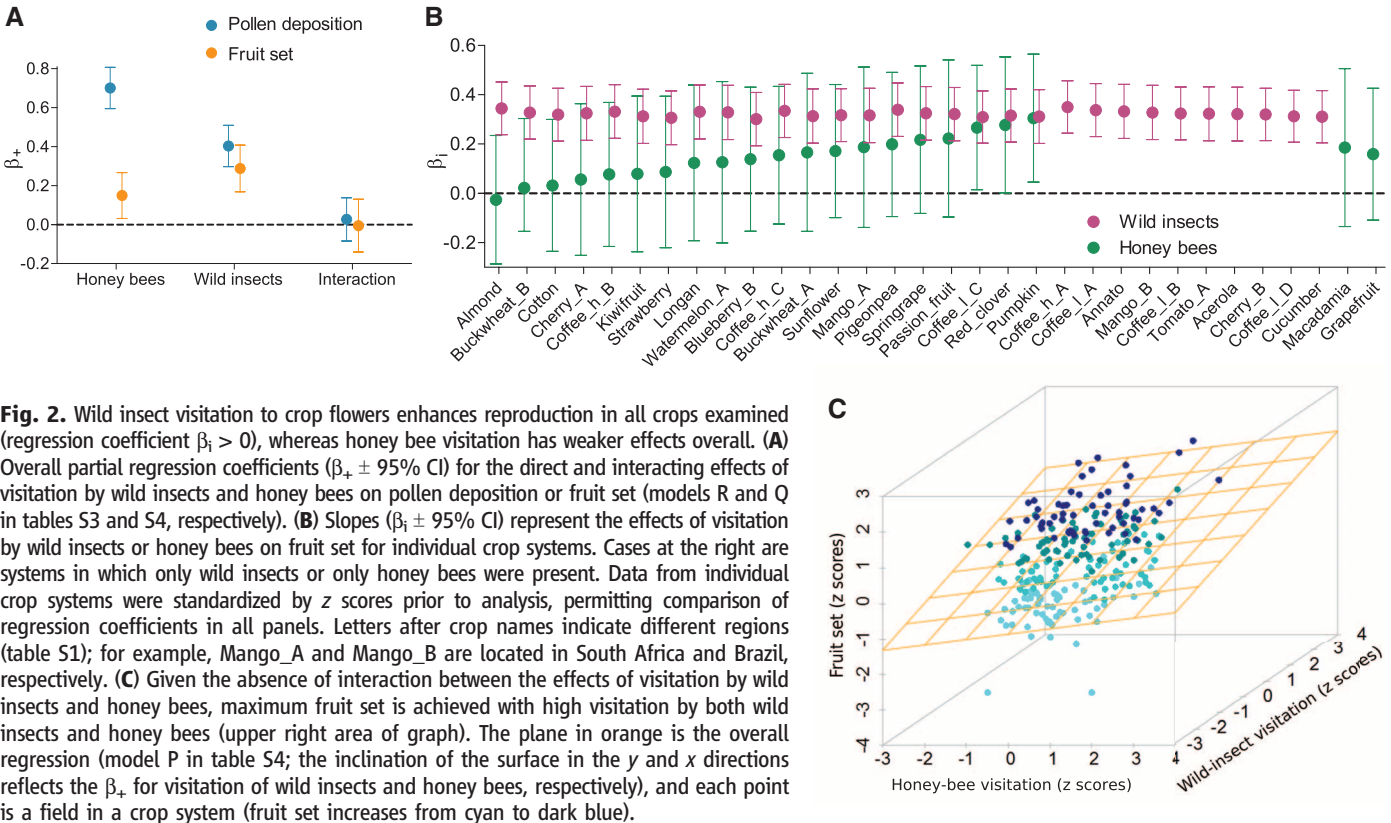 A
Pollen deposition
Fruit set
0.8
0.6
0.4
0.2
0.0
-0.2
β+
Honey bees
Wild insects
Interaction
B
0.6
0.4
0.2
0.0
-0.2
βi
Wild insects
Honey bees
Almond
Buckwheat_B
Cotton
Cherry_A
Coffee_h_B
Kiwifruit
Strawberry
Longan
Watermelon_A
Blueberry_B
Coffee_h_C
Buckwheat_A
Sunflower
Mango_A
Pigeonpea
Springrape
Passion_fruit
Coffee_l_C
Red_clover
Pumpkin
Coffee_h_A
Coffee_l_A
Annato
Mango_B
Coffee_l_B
Tomato_A
Acerola
Cherry_B
Coffee_l_D
Cucumber
Macadamia
Grapefruit
Fig. 2. Wild insect visitation to crop flowers enhances reproduction in all crops examined
(regression coefficient βi > 0), whereas honey bee visitation has weaker effects overall. (A)
Overall partial regression coefficients (β+ ± 95% CI) for the direct and interacting effects of
visitation by wild insects and honey bees on pollen deposition or fruit set (models R and Q
in tables S3 and S4, respectively). (B) Slopes (βi ± 95% CI) represent the effects of visitation
by wild insects or honey bees on fruit set for individual crop systems. Cases at the right are
systems in which only wild insects or only honey bees were present. Data from individual
crop systems were standardized by z scores prior to analysis, permitting comparison of
regression coefficients in all panels. Letters after crop names indicate different regions
(table S1); for example, Mango_A and Mango_B are located in South Africa and Brazil,
respectively. (C) Given the absence of interaction between the effects of visitation by wild
insects and honey bees, maximum fruit set is achieved with high visitation by both wild
insects and honey bees (upper right area of graph). The plane in orange is the overall
regression (model P in table S4; the inclination of the surface in the y and x directions
reflects the β+ for visitation of wild insects and honey bees, respectively), and each point
is a field in a crop system (fruit set increases from cyan to dark blue).
C
Fruit set (z scores)
3
2
1
0
-1
-2
-3
-4
-3
-2
-1
0
1
2
3
4
Honey-bee visitation (z scores)
-3
-2
-1
0
1
2
3
4
Wild-insect visitation (z scores)